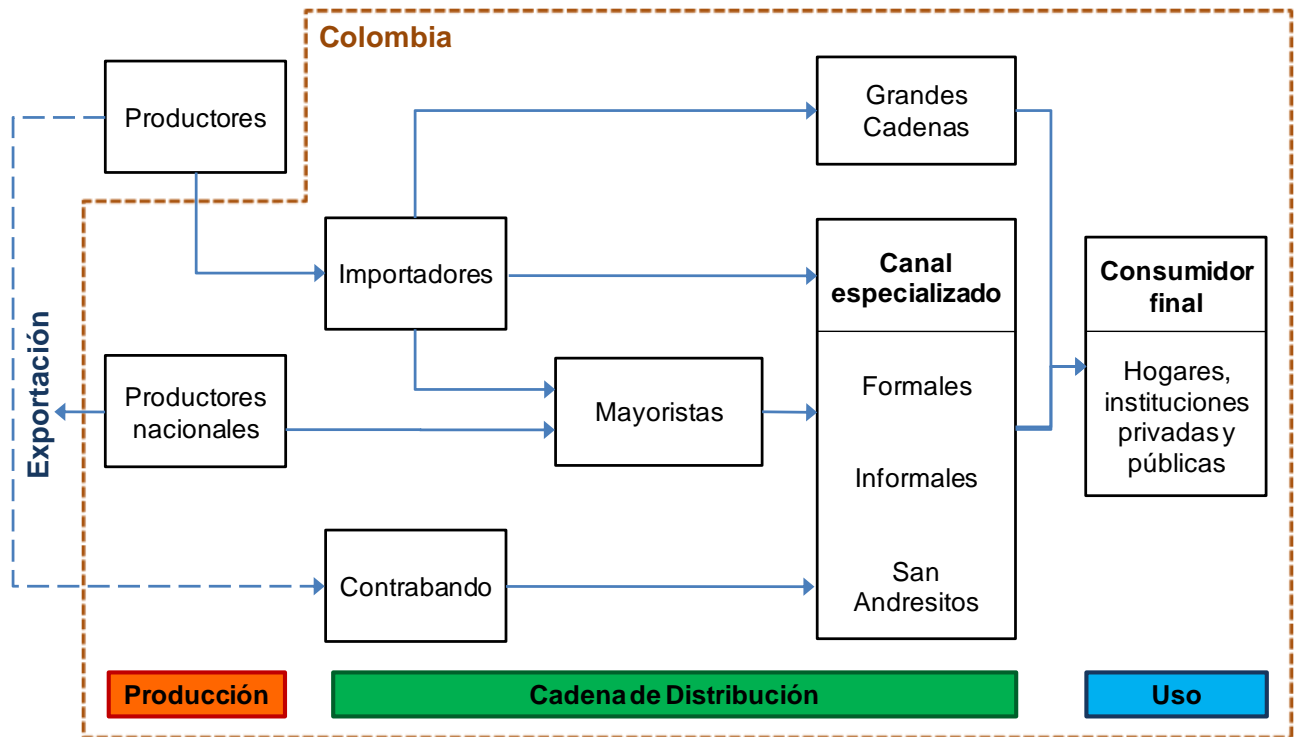 Colombia
Productores
Grandes
Cadenas
Importadores
Canal
especializado
Consumidor
final
Exportación
Productores
nacionales
Mayoristas
Formales
Informales
San
Andresitos
Hogares,
instituciones
privadas y
públicas
Contrabando
Producción
Cadena de Distribución
Uso